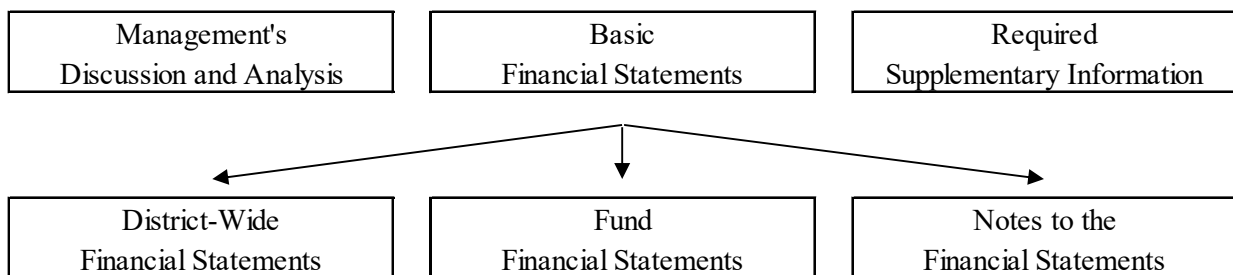 Management's
Discussion and Analysis
Basic
Financial Statements
Required
Supplementary Information
District-Wide
Financial Statements
Fund
Financial Statements
Notes to the
Financial Statements